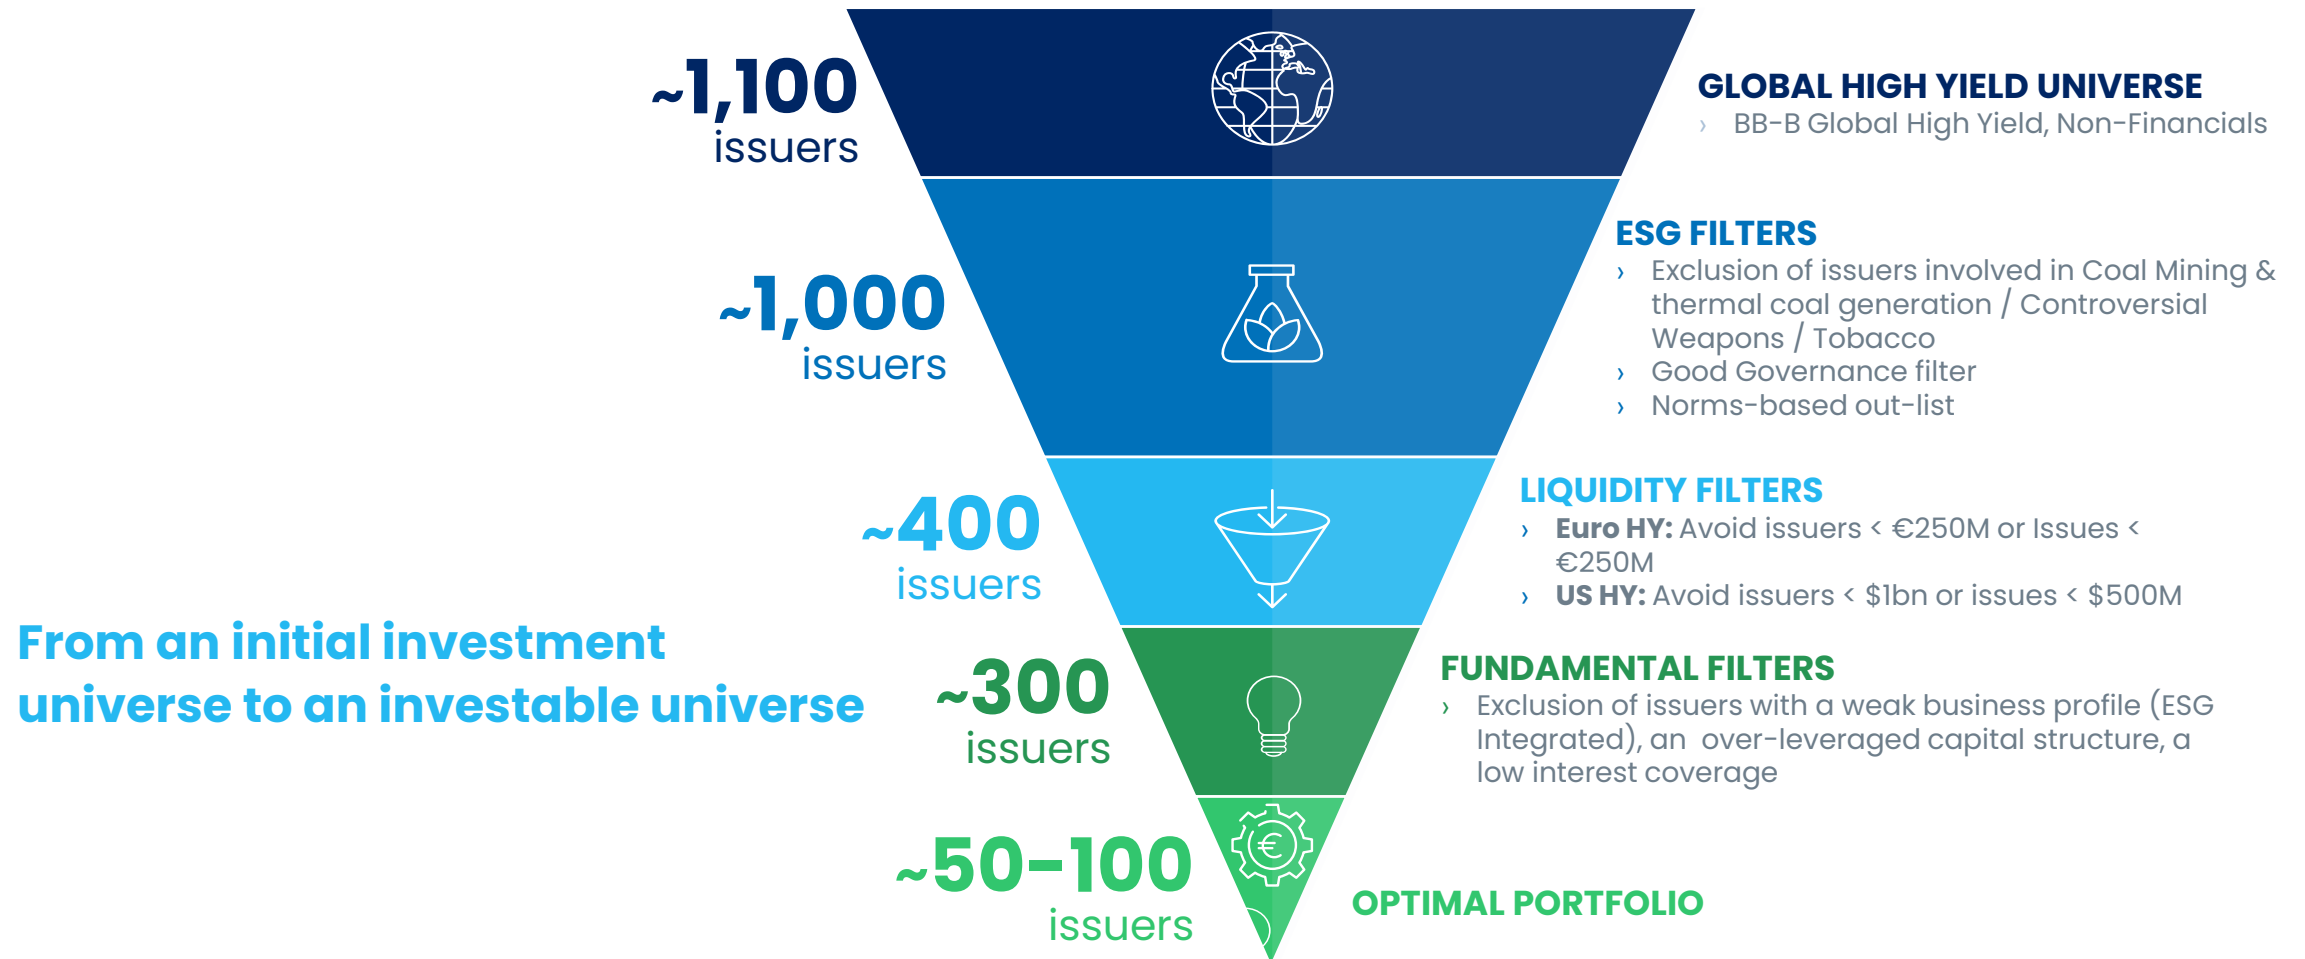 ~1,100
issuers
GLOBAL HIGH YIELD UNIVERSE
› BB-B Global High Yield, Non-Financials
~1,000
issuers
ESG FILTERS
› Exclusion of issuers involved in Coal Mining &
thermal coal generation / Controversial
Weapons / Tobacco
› Good Governance filter
› Norms-based out-list
~400
issuers
LIQUIDITY FILTERS
› Euro HY: Avoid issuers < €250M or Issues <
€250M
› US HY: Avoid issuers < $1bn or issues < $500M
From an initial investment
universe to an investable universe
~300
issuers
FUNDAMENTAL FILTERS
› Exclusion of issuers with a weak business profile (ESG
Integrated), an  over-leveraged capital structure, a
low interest coverage
~50-100
issuers
€
OPTIMAL PORTFOLIO